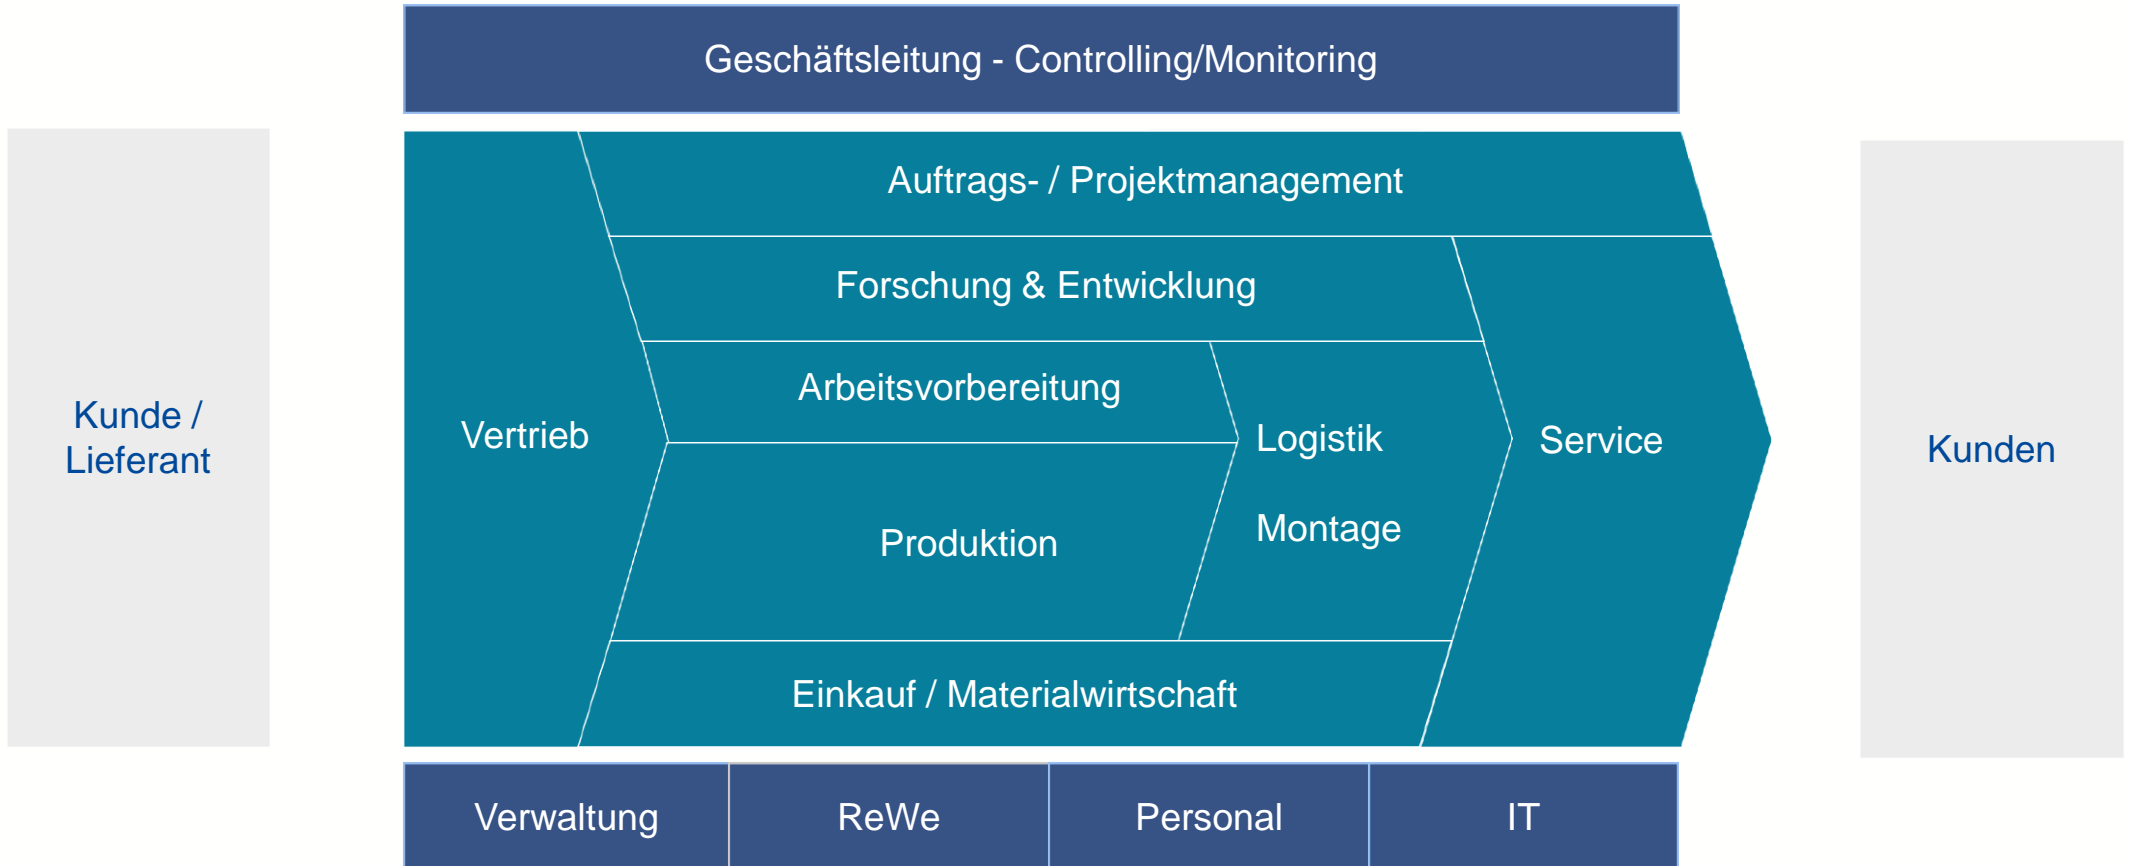 Geschäftsleitung - Controlling/Monitoring
Kunde /
Lieferant
Vertrieb
Auftrags- / Projektmanagement
Forschung & Entwicklung
Arbeitsvorbereitung
Produktion
Logistik
Montage
Einkauf / Materialwirtschaft
Service
Kunden
Verwaltung
ReWe
Personal
IT